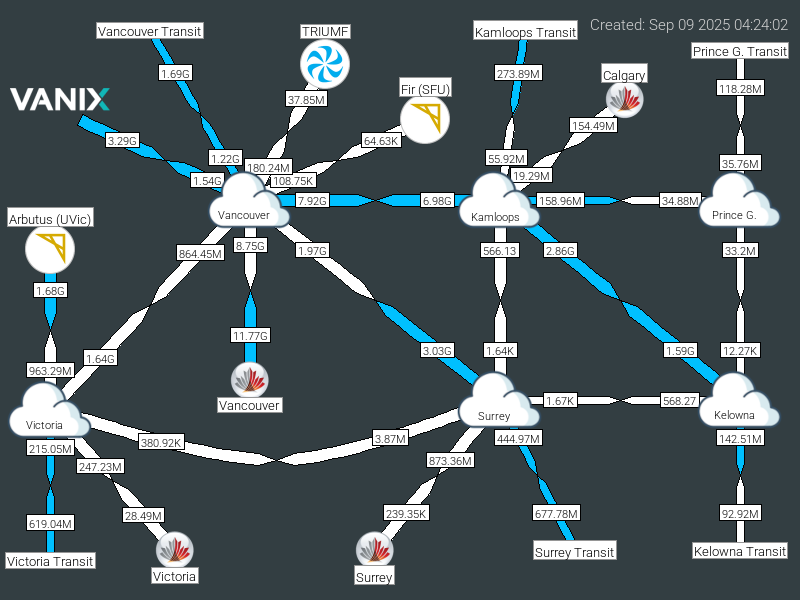 Created: Sep 09 2025 04:24:02
Vancouver Transit
TRIUMF
Kamloops Transit
Prince G. Transit
1.69G
273.89M
Calgary
Fir (SFU)
118.28M
VANIX
37.85M
154.49M
3.29G
64.63K
1.22G
55.92M
35.76M
180.24M
19.29M
1.54G
108.75K
7.92G
6.98G
158.96M
34.88M
Arbutus (UVic)
Vancouver
Kamloops
Prince G.
864.45M
8.75G
1.97G
566.13
2.86G
33.2M
1.68G
11.77G
1.64G
3.03G
1.64K
1.59G
12.27K
963.29M
Vancouver
1.67K
568.27
Victoria
Surrey
Kelowna
380.92K
3.87M
444.97M
142.51M
215.05M
247.23M
873.36M
619.04M
28.49M
239.35K
677.78M
92.92M
Victoria Transit
Victoria
Surrey
Surrey Transit
Kelowna Transit